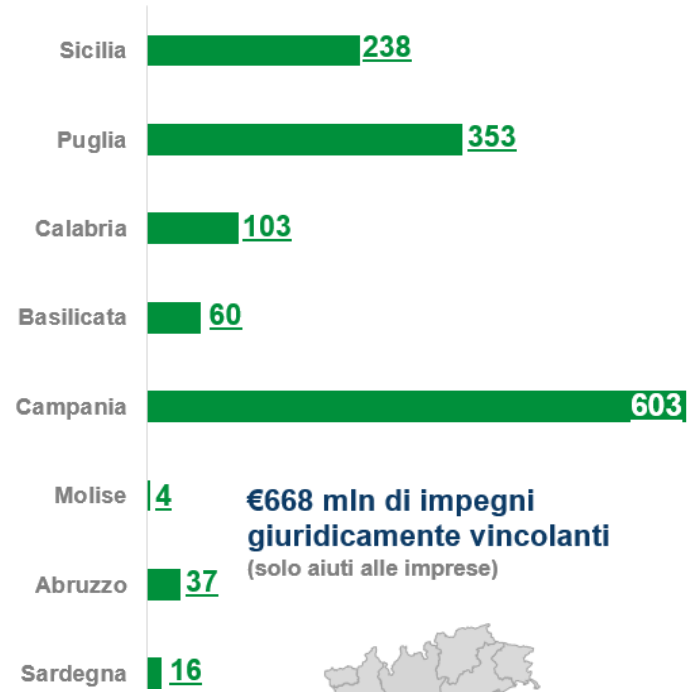 Sicilia 238
Puglia 353
Calabria 103
Basilicata 60
Campania 603
Molise 4
€668 mln di impegni
giuridicamente vincolanti
(solo aiuti alle imprese)
Abruzzo 37
Sardegna 16